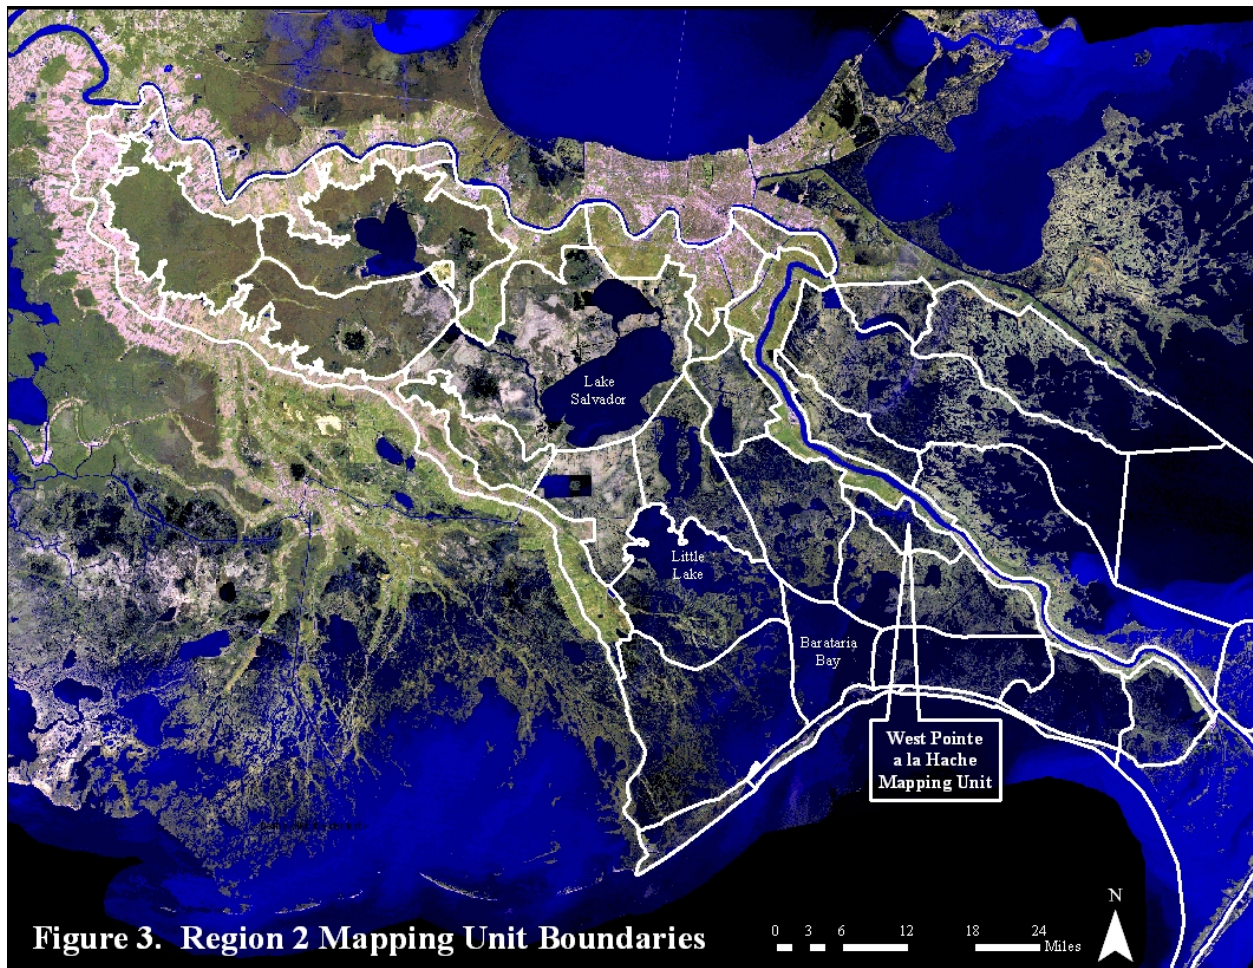 Lake
Salvador
Little
Lake
Barataria
Bay
West Pointe
a la Hache
Mapping Unit
N
Figure 3. Region 2 Mapping Unit Boundaries
0 3 6 12 18 24
Miles